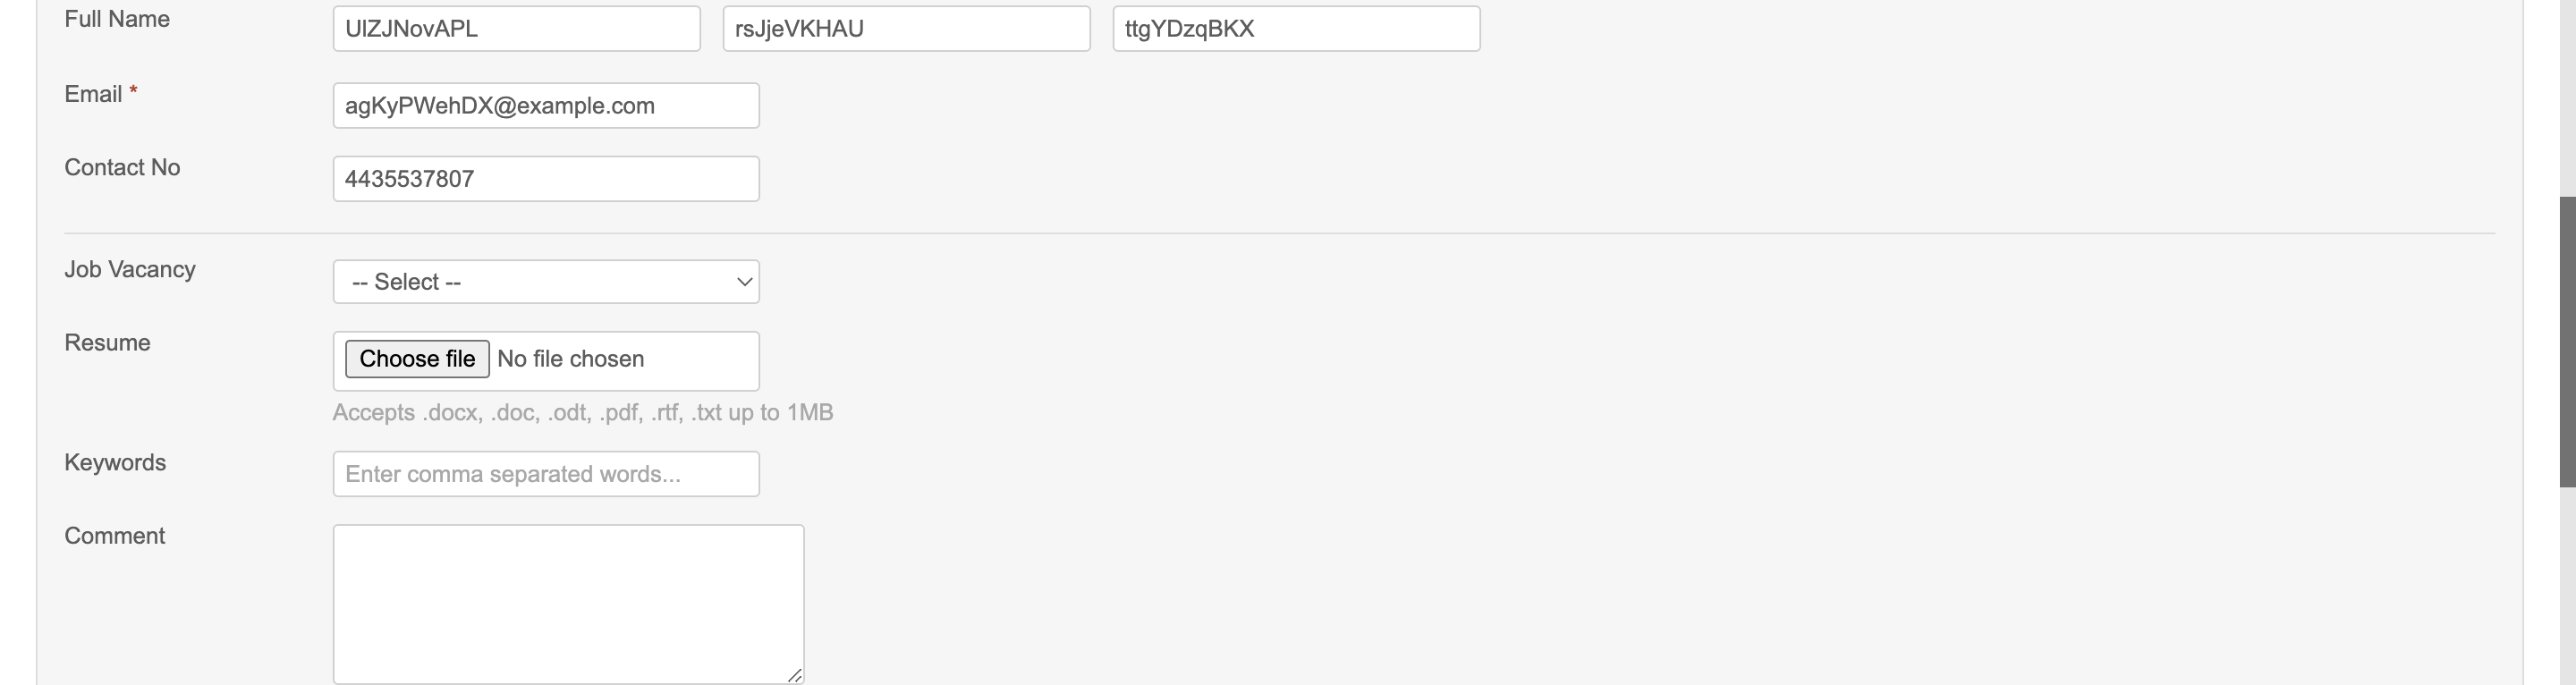 Full Name UlZJNovAPL rsJjeVKHAU ttgYDzqBKX
Email * agKyPWehDX@example.com
Contact No 4435537807
Job Vacancy -- Select --
Resume Choose file No file chosen
Accepts .docx, .doc, .odt, .pdf, .rtf, .txt up to 1MB
Keywords Enter comma separated words...
Comment